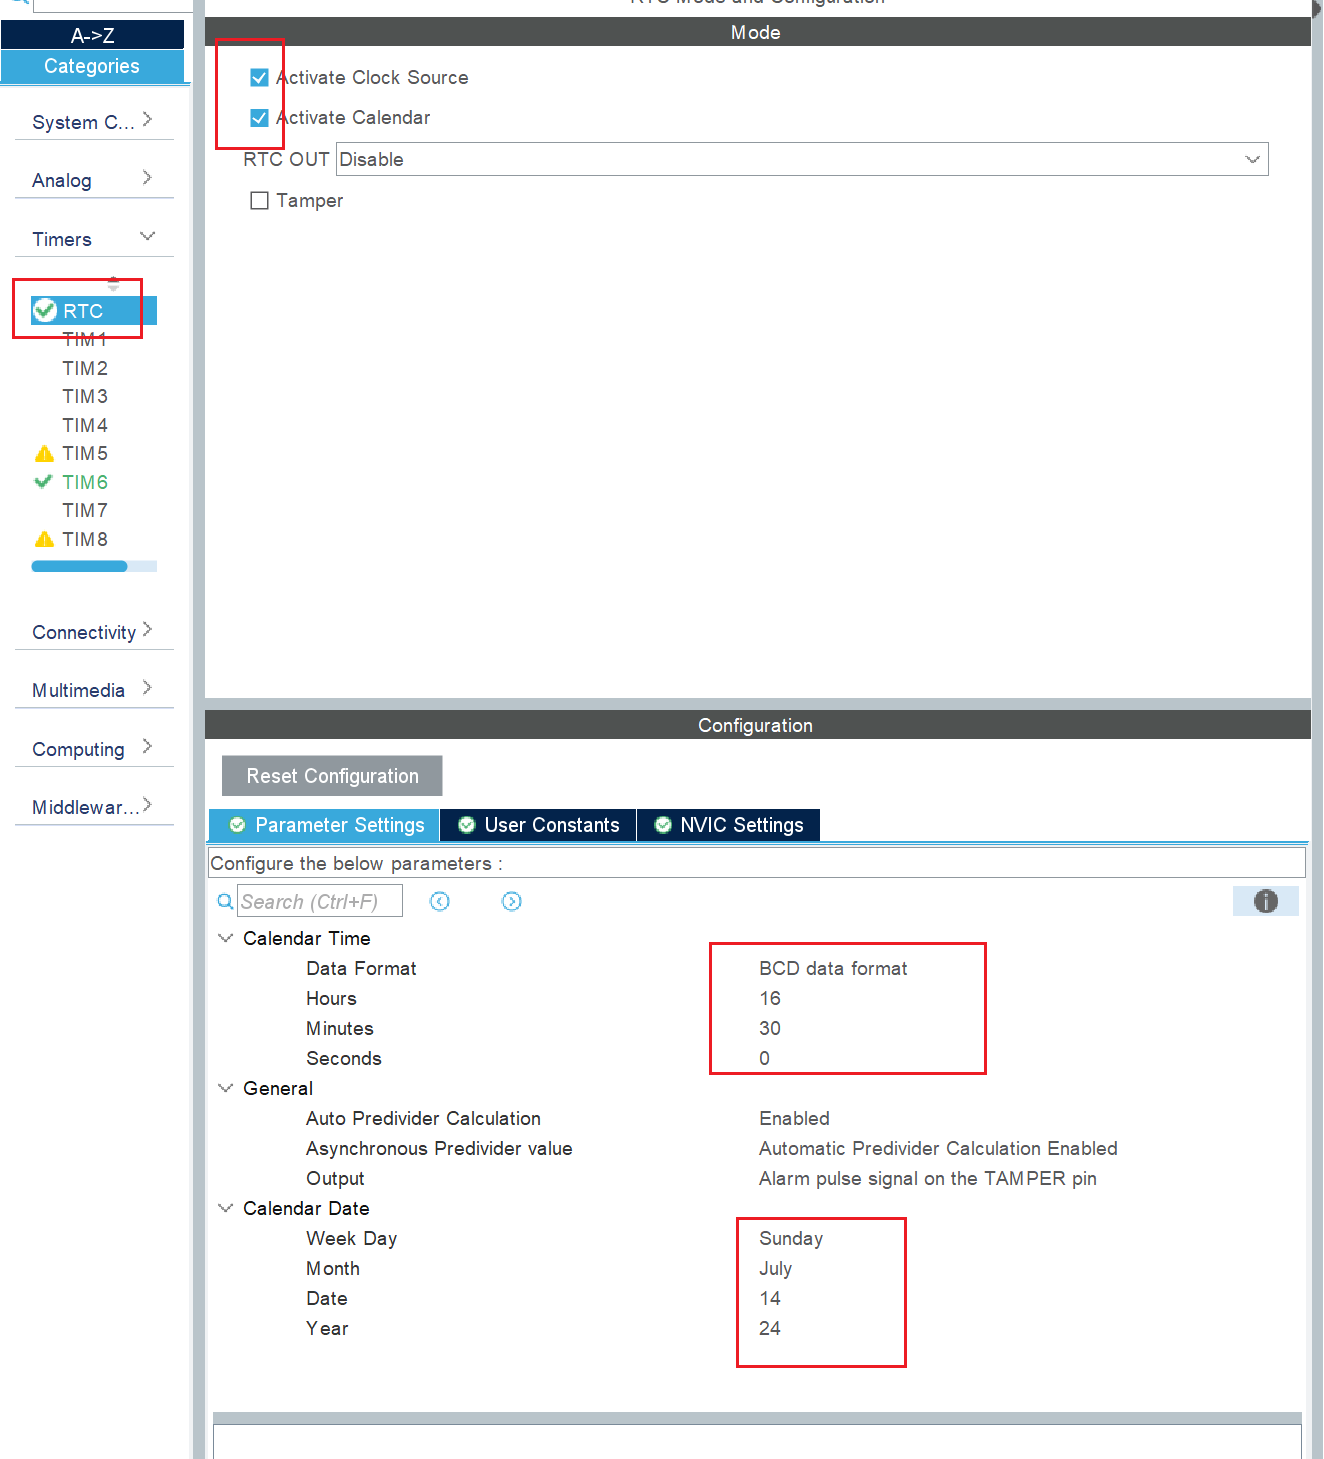 RTC Mode and Configuration
A->Z
Categories
System C...
Analog
Timers
RTC
TIM1
TIM2
TIM3
TIM4
TIM5
TIM6
TIM7
TIM8
Connectivity
Multimedia
Computing
Middlewar...
Mode
Activate Clock Source
Activate Calendar
RTC OUT Disable
Tamper
Configuration
Reset Configuration
Parameter Settings User Constants NVIC Settings
Configure the below parameters :
Search (Ctrl+F)
Calendar Time
Data Format BCD data format
Hours 16
Minutes 30
Seconds 0
General
Auto Predivider Calculation Enabled
Asynchronous Predivider value Automatic Predivider Calculation Enabled
Output Alarm pulse signal on the TAMPER pin
Calendar Date
Week Day Sunday
Month July
Date 14
Year 24